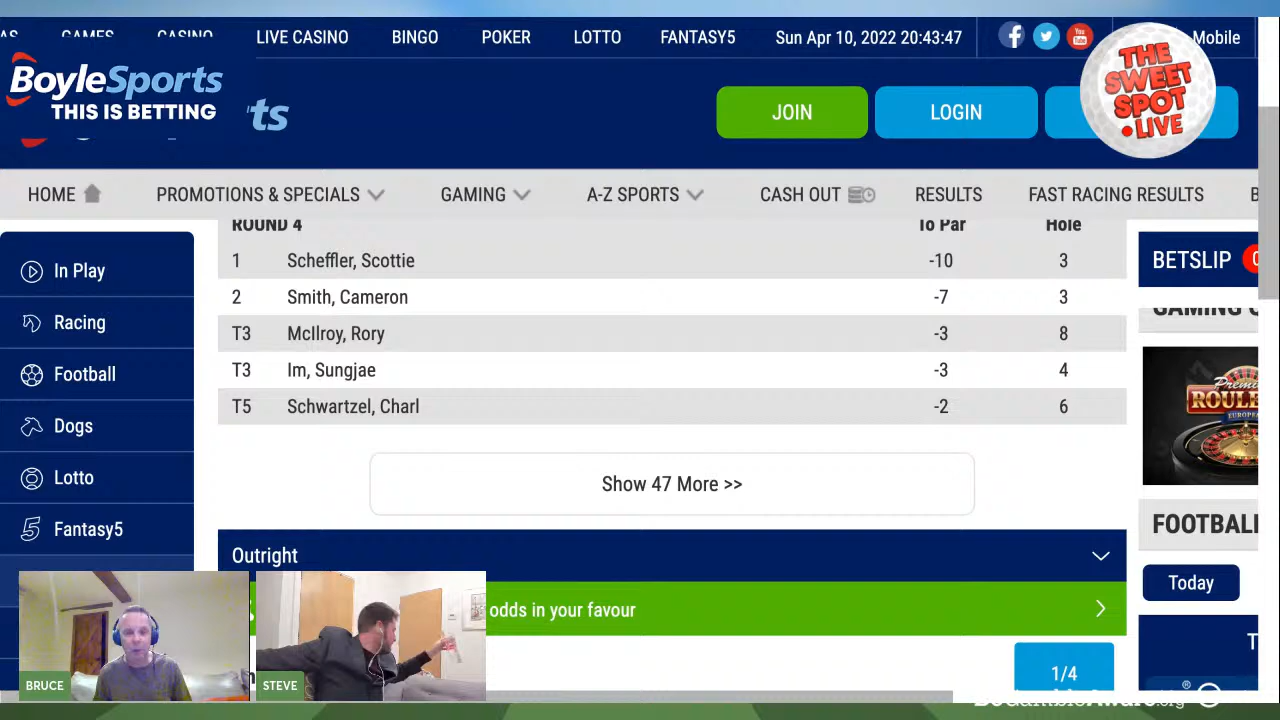 GAMES
CASINO
LIVE CASINO
BINGO
POKER
LOTTO
FANTASY5
Sun Apr 10, 2022 20:43:47
Mobile
BoyleSports
THIS IS BETTING
ts
JOIN
LOGIN
THE
SWEET
SPOT
.LIVE
HOME
PROMOTIONS & SPECIALS
GAMING
A-Z SPORTS
CASH OUT
RESULTS
FAST RACING RESULTS
ROUND 4 To Par Hole
1 Scheffler, Scottie -10 3
2 Smith, Cameron -7 3
T3 McIlroy, Rory -3 8
T3 Im, Sungjae -3 4
T5 Schwartzel, Charl -2 6
Show 47 More >>
Outright
odds in your favour
1/4
In Play
Racing
Football
Dogs
Lotto
Fantasy5
BETSLIP
GAMING
FOOTBALL
Today
BRUCE
STEVE